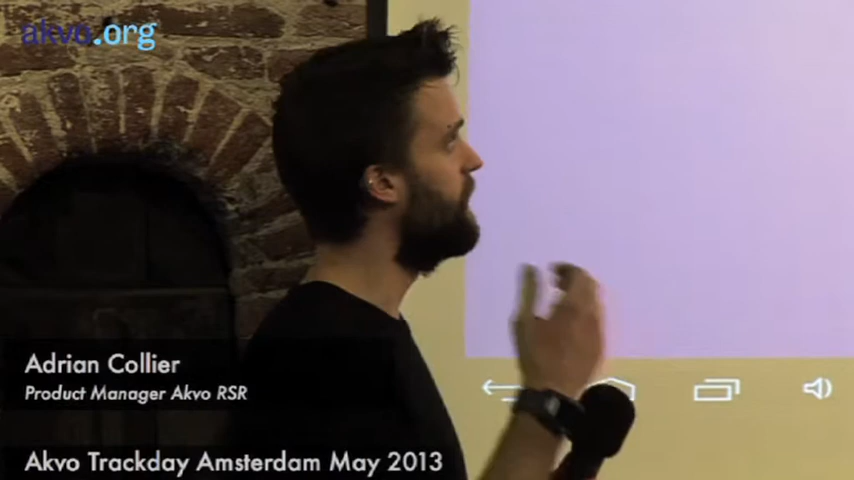 akvo.org
Adrian Collier
Product Manager Akvo RSR
Akvo Trackday Amsterdam May 2013